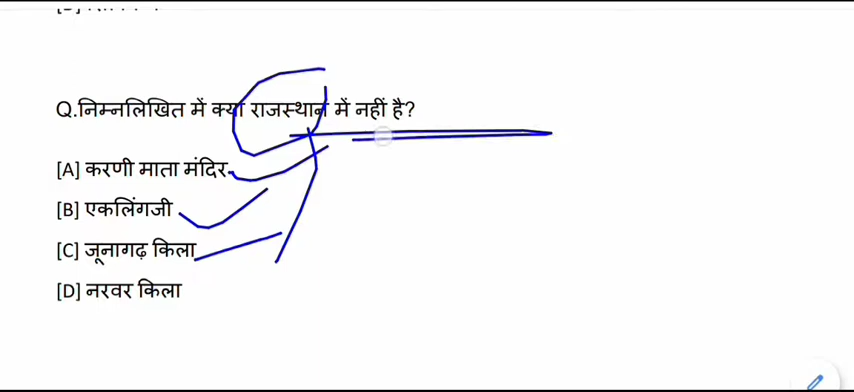 Q.निम्नलिखित में क्या राजस्थान में नहीं है?
[A] करणी माता मंदिर
[B] एकलिंगजी
[C] जूनागढ़ किला
[D] नरवर किला